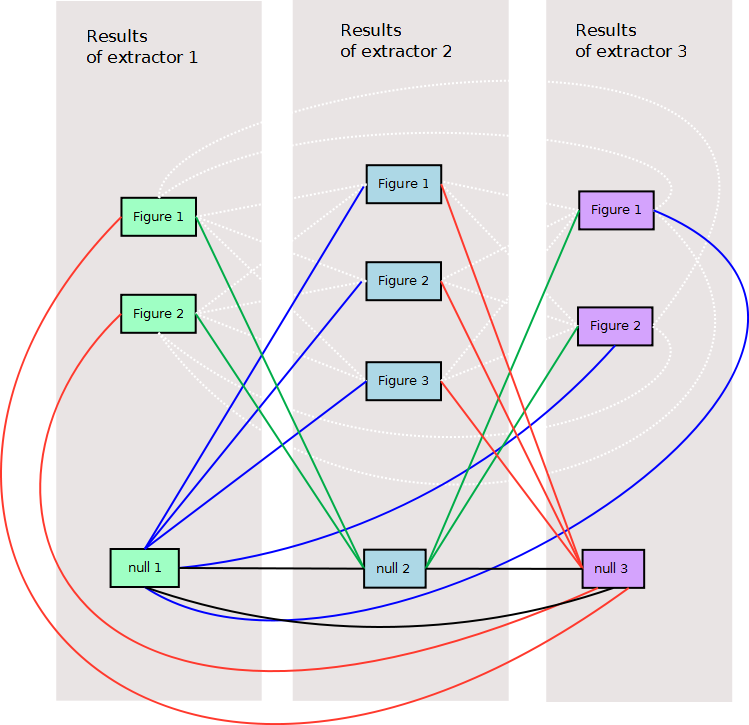 Results
of extractor 1
Results
of extractor 2
Results
of extractor 3
Figure 1
Figure 2
null 1
Figure 1
Figure 2
Figure 3
null 2
Figure 1
Figure 2
null 3